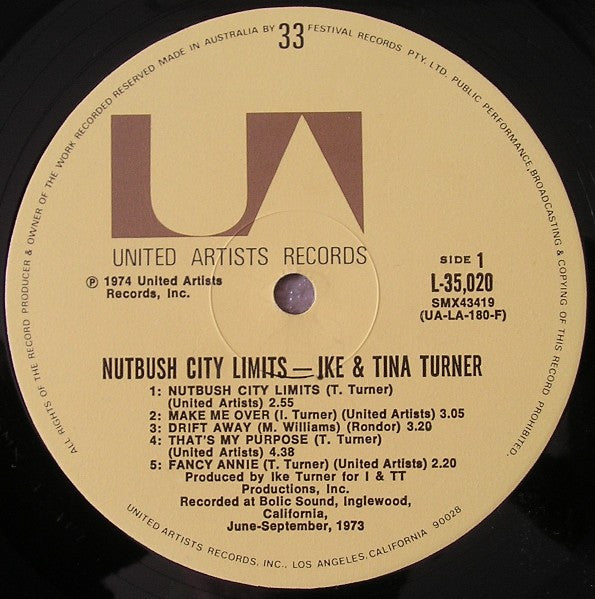 ALL RIGHTS OF THE RECORD PRODUCER & OWNER OF THE WORK RECORDED RESERVED MADE IN AUSTRALIA BY FESTIVAL RECORDS PTY. LTD. PUBLIC PERFORMANCE, BROADCASTING & COPYING OF THIS RECORD PROHIBITED.
33
UA
UNITED ARTISTS RECORDS
SIDE 1
℗ 1974 United Artists
Records, Inc.
L-35,020
SMX43419
(UA-LA-180-F)
NUTBUSH CITY LIMITS — IKE & TINA TURNER
1: NUTBUSH CITY LIMITS (T. Turner)
(United Artists) 2.55
2: MAKE ME OVER (I. Turner) (United Artists) 3.05
3: DRIFT AWAY (M. Williams) (Rondor) 3.20
4: THAT'S MY PURPOSE (T. Turner)
(United Artists) 4.38
5: FANCY ANNIE (T. Turner) (United Artists) 2.20
Produced by Ike Turner for I & TT
Productions, Inc.
Recorded at Bolic Sound, Inglewood,
California,
June-September, 1973
UNITED ARTISTS RECORDS, INC., LOS ANGELES, CALIFORNIA 90028